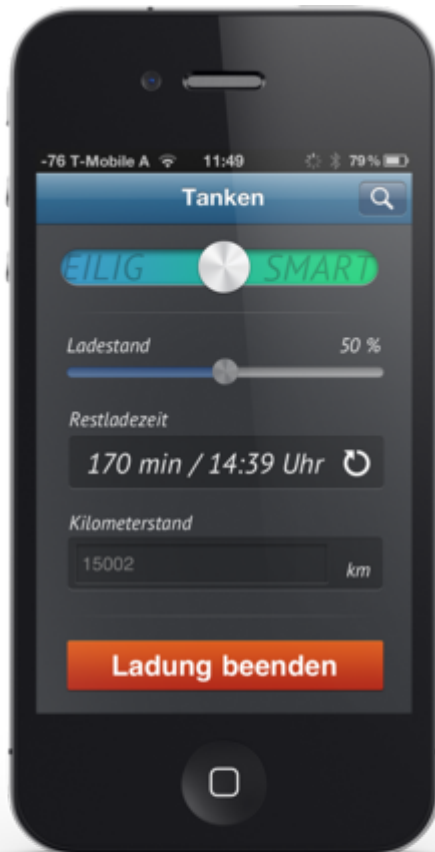 -76 T-Mobile A 11:49 79%
Tanken
EILIG SMART
Ladestand 50 %
Restladezeit
170 min / 14:39 Uhr
Kilometerstand
15002 km
Ladung beenden